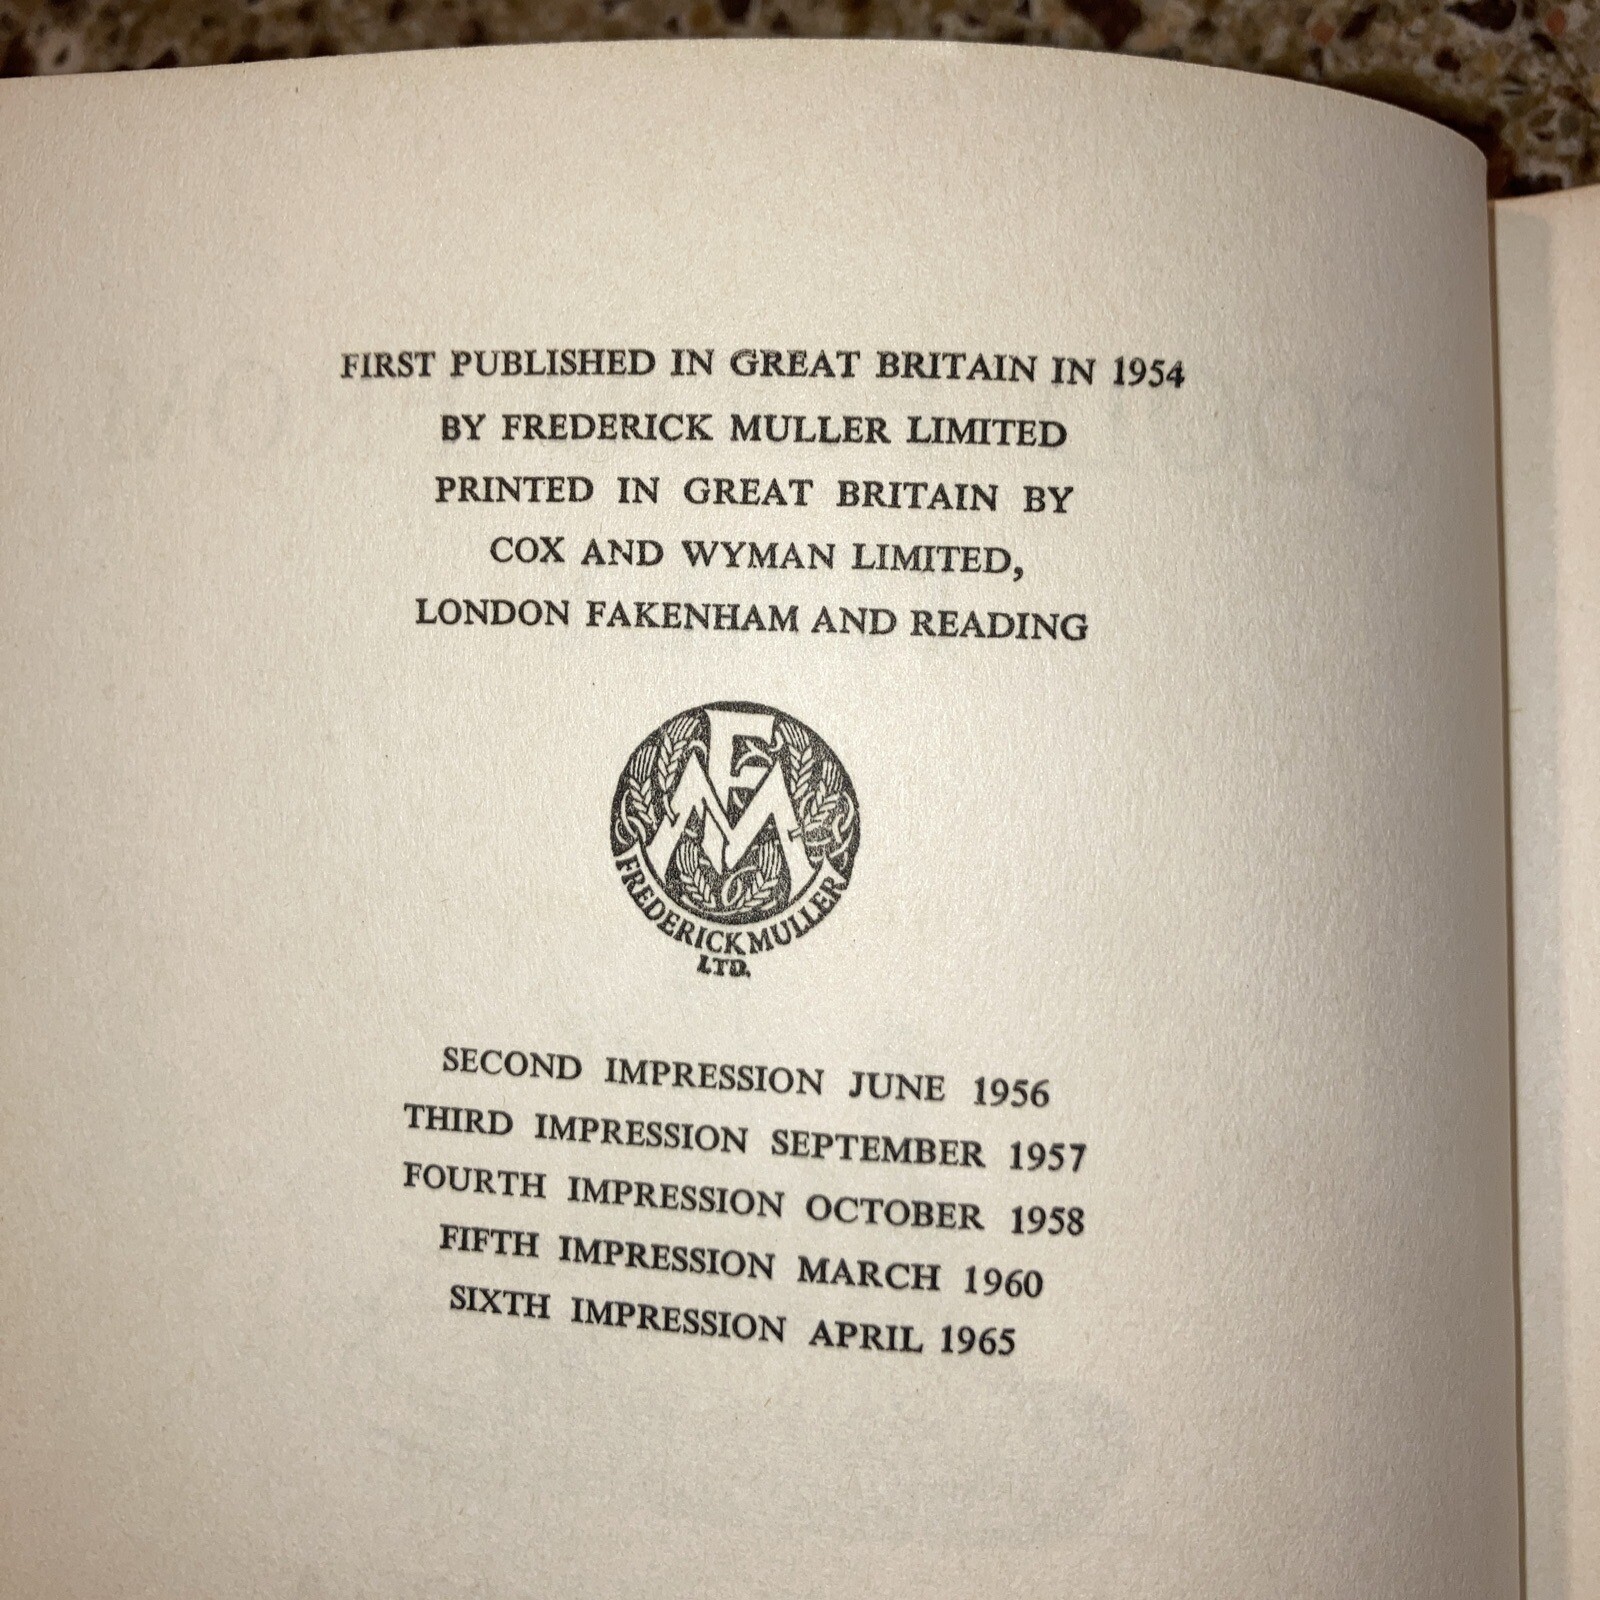 FIRST PUBLISHED IN GREAT BRITAIN IN 1954
BY FREDERICK MULLER LIMITED
PRINTED IN GREAT BRITAIN BY
COX AND WYMAN LIMITED,
LONDON FAKENHAM AND READING
FM
FREDERICK MULLER
LTD.
SECOND IMPRESSION JUNE 1956
THIRD IMPRESSION SEPTEMBER 1957
FOURTH IMPRESSION OCTOBER 1958
FIFTH IMPRESSION MARCH 1960
SIXTH IMPRESSION APRIL 1965